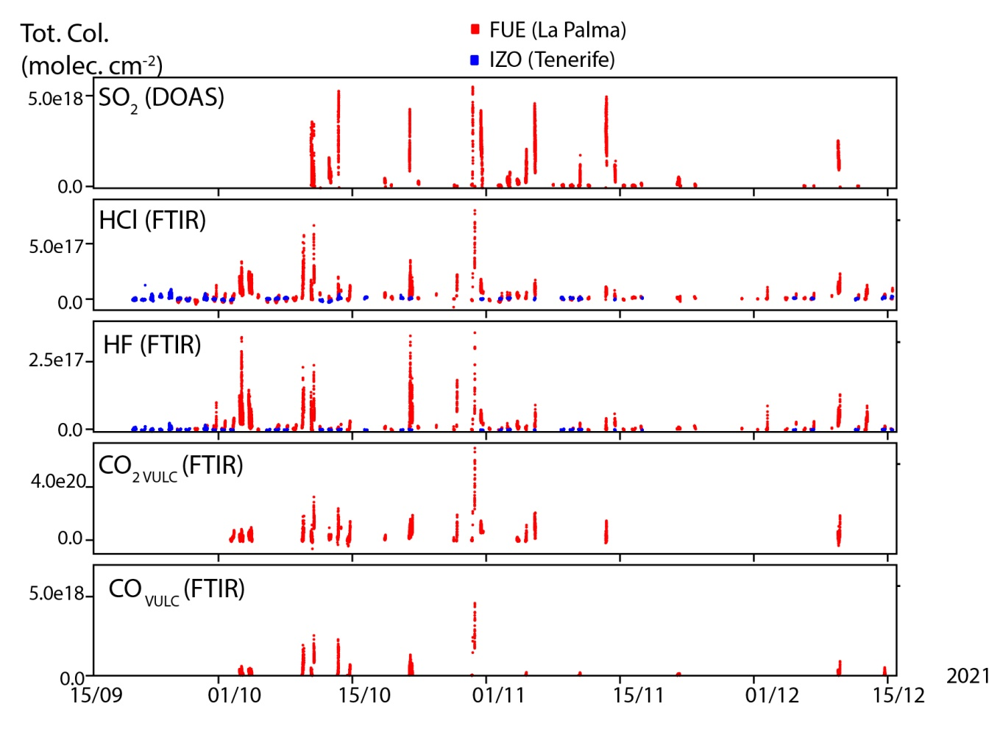 Tot. Col.
(molec. cm-2)
FUE (La Palma)
IZO (Tenerife)
5.0e18
SO2 (DOAS)
0.0
HCl (FTIR)
5.0e17
0.0
HF (FTIR)
2.5e17
0.0
CO2 VULC (FTIR)
4.0e20
0.0
CO VULC (FTIR)
5.0e18
0.0
15/09 01/10 15/10 01/11 15/11 01/12 15/12
2021